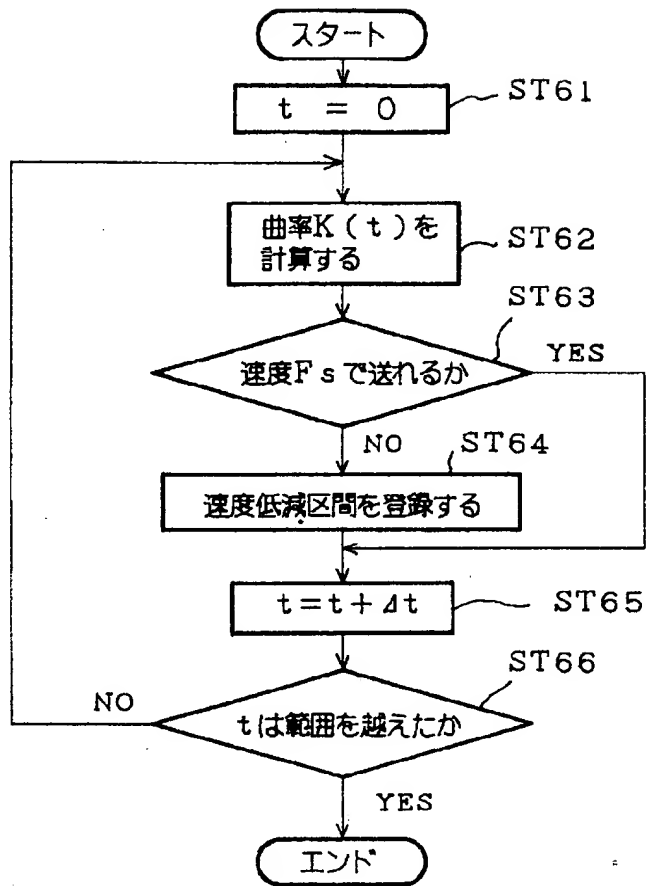 スタート
t = 0
ST61
曲率K(t)を
計算する
ST62
ST63
速度Fsで送れるか
YES
NO
ST64
速度低減区間を登録する
t=t+Δt
ST65
ST66
tは範囲を越えたか
NO
YES
エンド